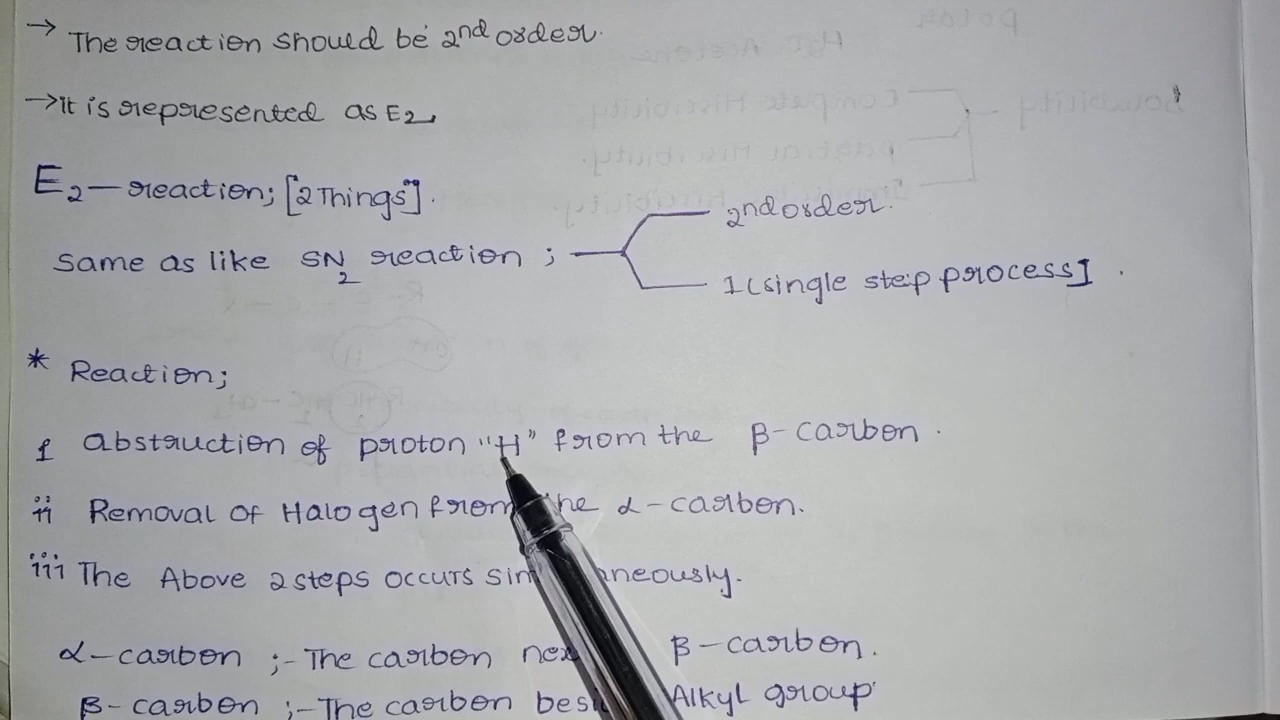 → The reaction should be 2nd order.
→ it is represented as E2
E2 – reaction; [2 Things].
2nd order.
same as like SN2 reaction ; 
1 (single step process]
* Reaction;
i abstruction of proton "H" from the β-carbon.
ii Removal of Halogen from the α-carbon.
iii The Above 2 steps occurs
α-carbon ;- The carbon β-carbon.
β-carbon ;- The carbon Alkyl group